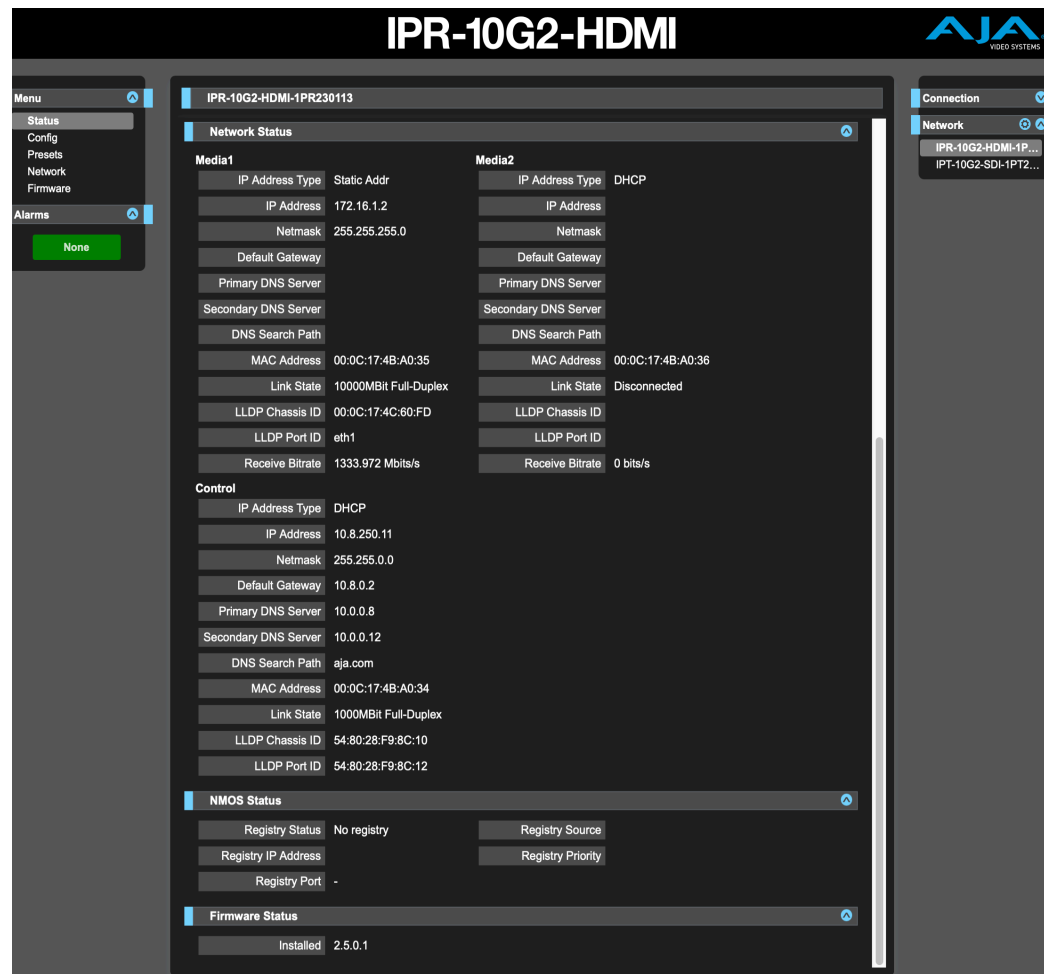 IPR-10G2-HDMI
AJA
VIDEO SYSTEMS
Menu
Status
Config
Presets
Network
Firmware
Alarms
None
IPR-10G2-HDMI-1PR230113
Network Status
Media1
IP Address Type Static Addr
IP Address 172.16.1.2
Netmask 255.255.255.0
Default Gateway
Primary DNS Server
Secondary DNS Server
DNS Search Path
MAC Address 00:0C:17:4B:A0:35
Link State 10000MBit Full-Duplex
LLDP Chassis ID 00:0C:17:4C:60:FD
LLDP Port ID eth1
Receive Bitrate 1333.972 Mbits/s
Media2
IP Address Type DHCP
IP Address
Netmask
Default Gateway
Primary DNS Server
Secondary DNS Server
DNS Search Path
MAC Address 00:0C:17:4B:A0:36
Link State Disconnected
LLDP Chassis ID
LLDP Port ID
Receive Bitrate 0 bits/s
Control
IP Address Type DHCP
IP Address 10.8.250.11
Netmask 255.255.0.0
Default Gateway 10.8.0.2
Primary DNS Server 10.0.0.8
Secondary DNS Server 10.0.0.12
DNS Search Path aja.com
MAC Address 00:0C:17:4B:A0:34
Link State 1000MBit Full-Duplex
LLDP Chassis ID 54:80:28:F9:8C:10
LLDP Port ID 54:80:28:F9:8C:12
NMOS Status
Registry Status No registry
Registry Source
Registry IP Address
Registry Priority
Registry Port -
Firmware Status
Installed 2.5.0.1
Connection
Network
IPR-10G2-HDMI-1P...
IPT-10G2-SDI-1PT2...